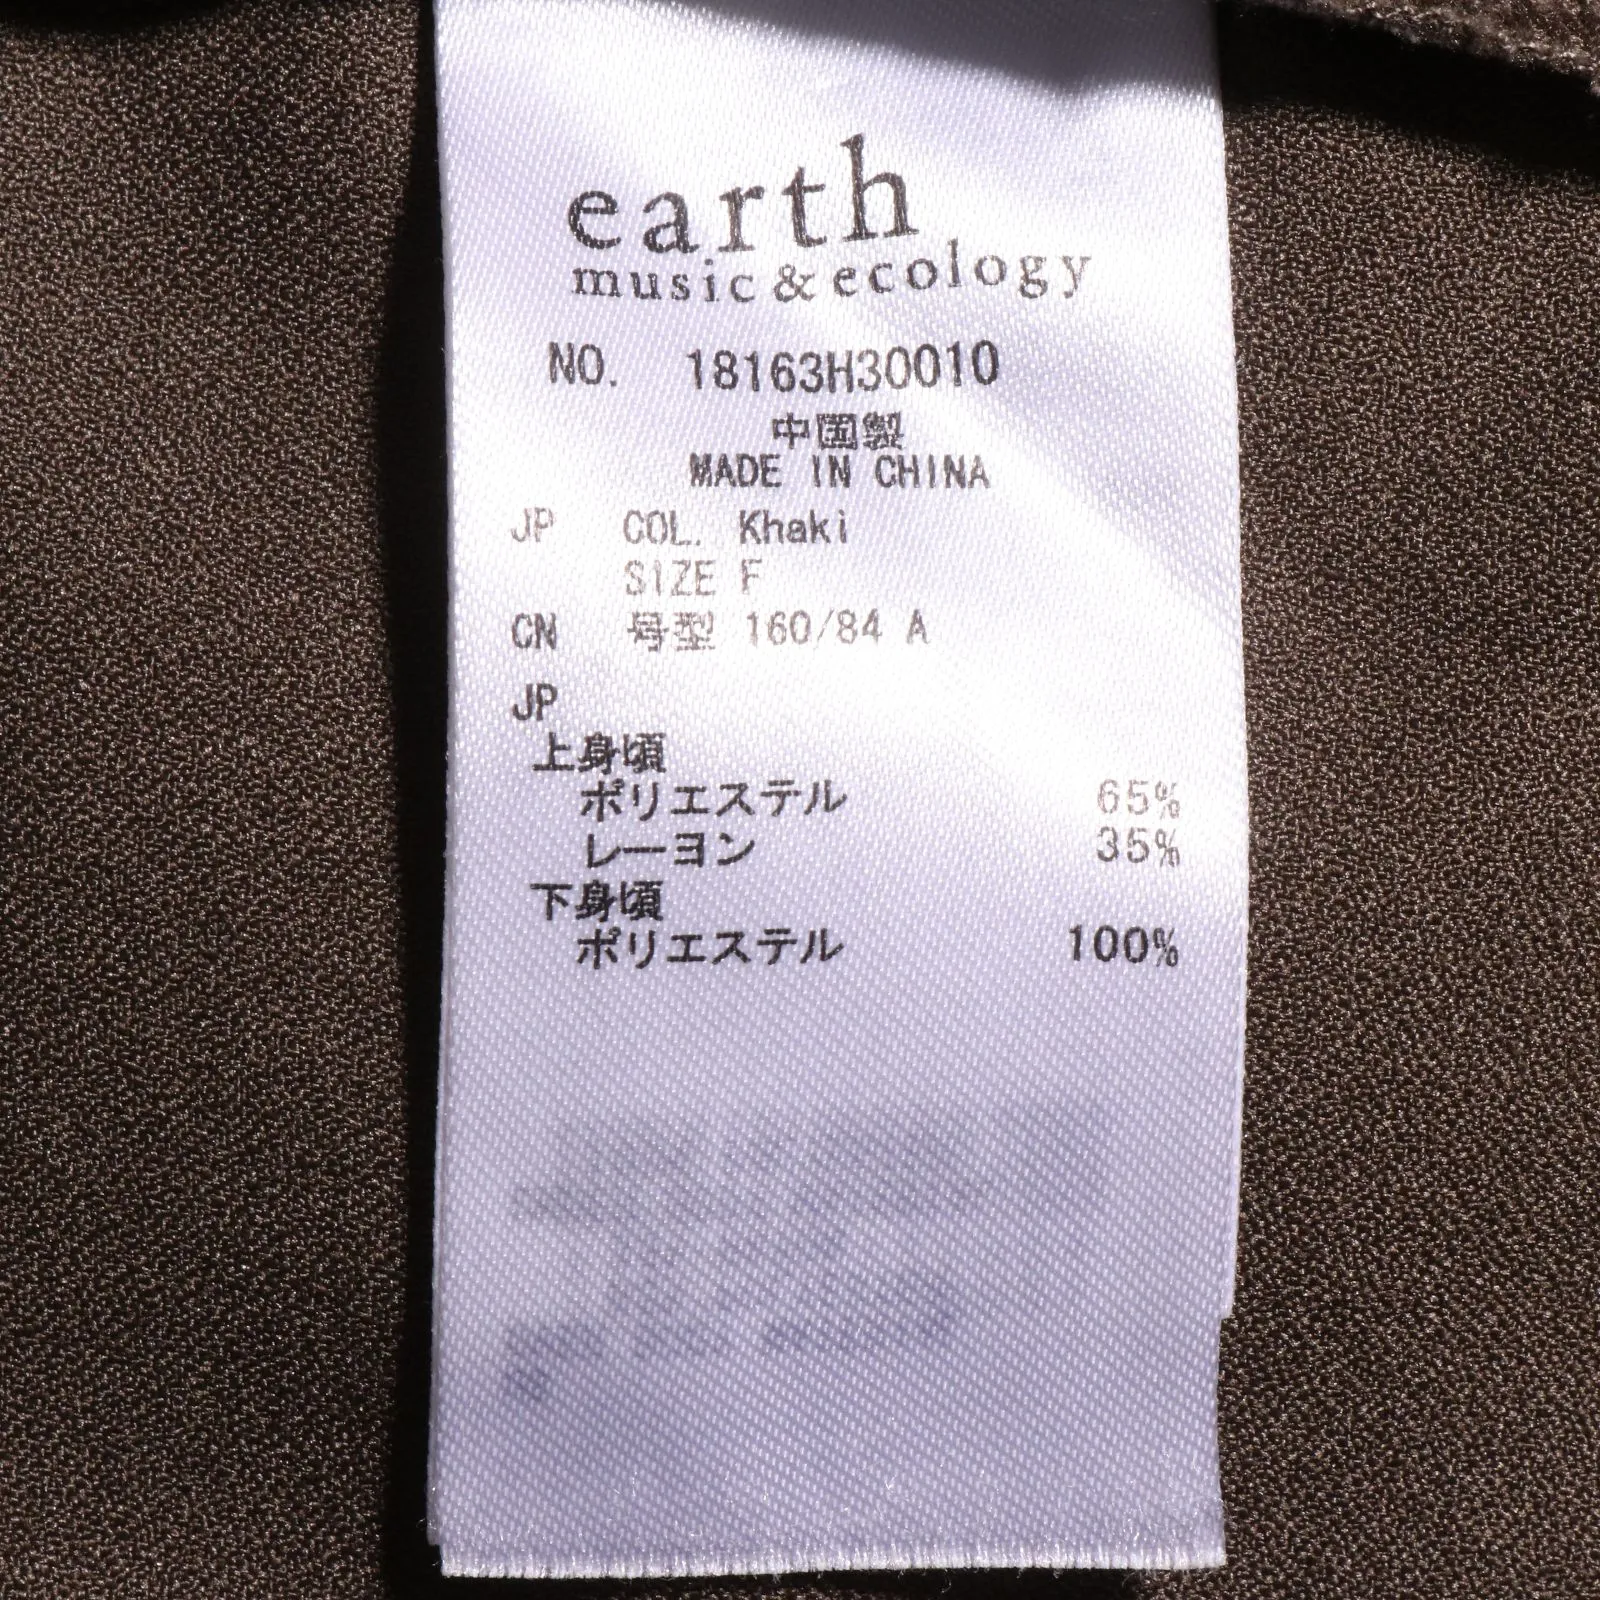 earth
music & ecology
NO. 18163H30010
中国製
MADE IN CHINA
JP COL. Khaki
SIZE F
CN 号型 160/84 A
JP
上身頃
ポリエステル 65%
レーヨン 35%
下身頃
ポリエステル 100%